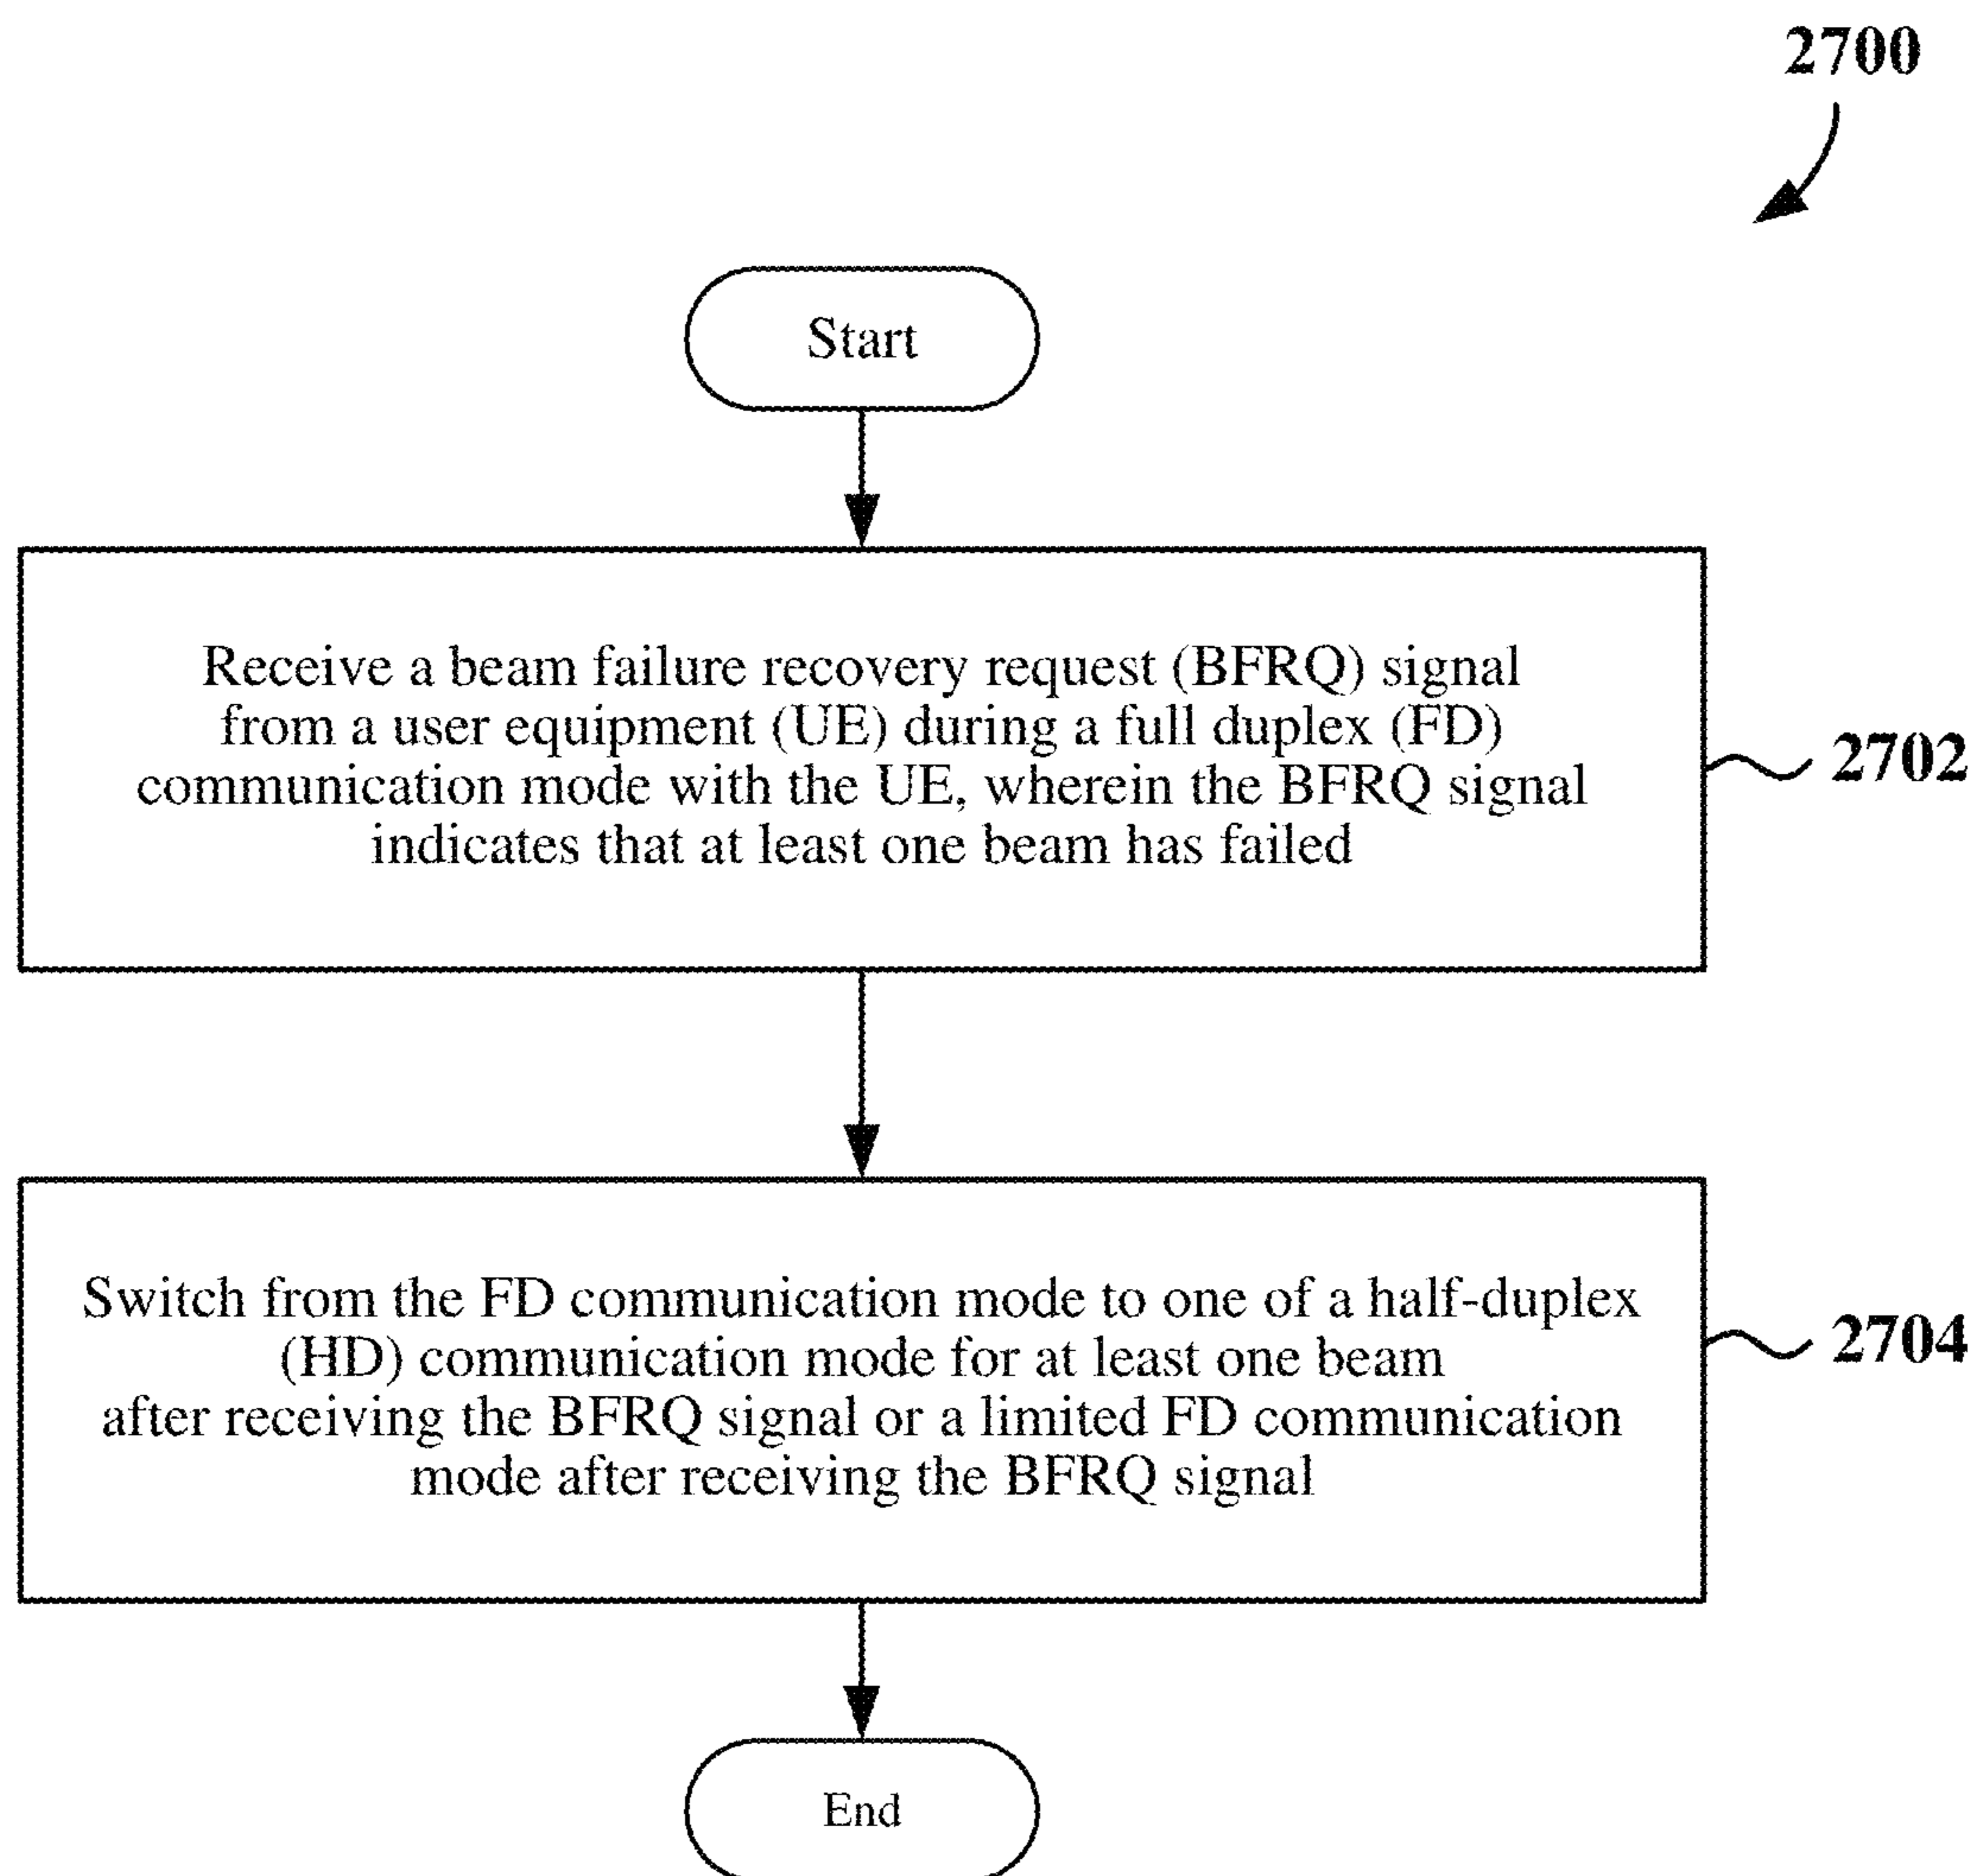 2700
Start
Receive a beam failure recovery request (BFRQ) signal
from a user equipment (UE) during a full duplex (FD)
communication mode with the UE, wherein the BFRQ signal
indicates that at least one beam has failed
2702
Switch from the FD communication mode to one of a half-duplex
(HD) communication mode for at least one beam
after receiving the BFRQ signal or a limited FD communication
mode after receiving the BFRQ signal
2704
End